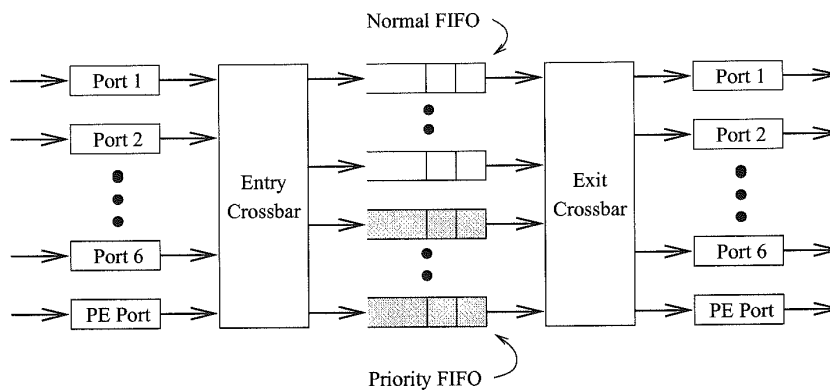 Normal FIFO
Port 1
Port 2
Port 6
PE Port
Entry
Crossbar
Exit
Crossbar
Port 1
Port 2
Port 6
PE Port
Priority FIFO